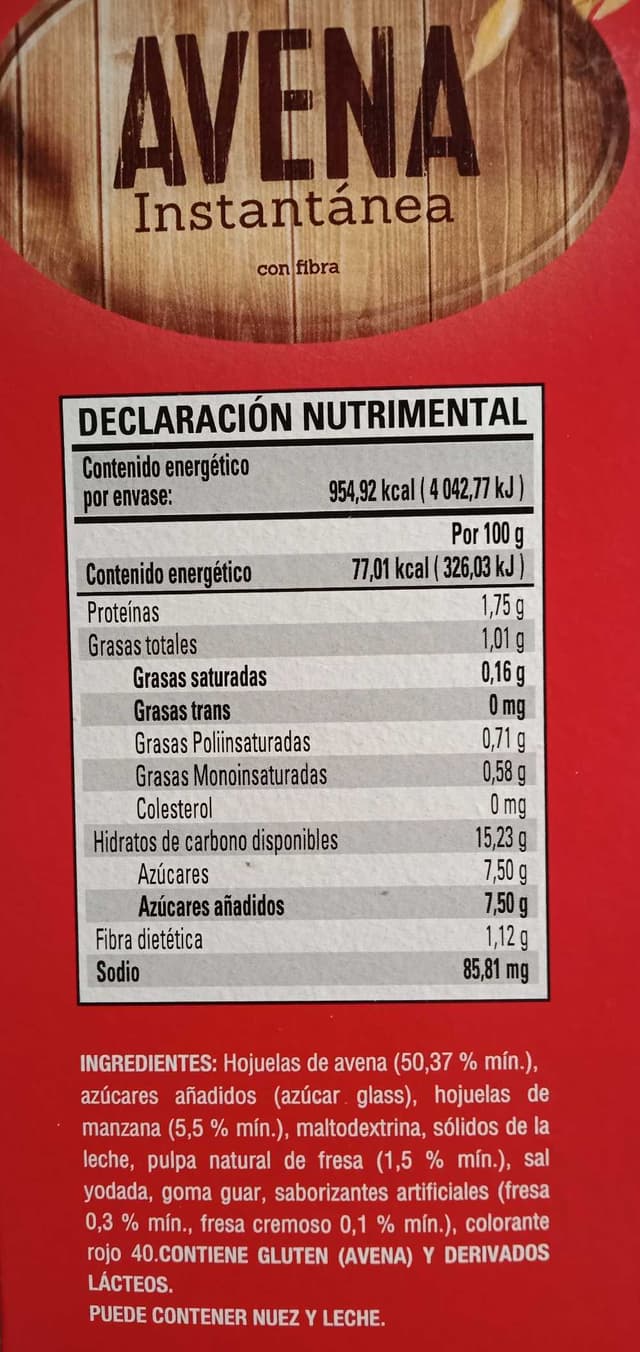 AVENA
Instantánea
con fibra
DECLARACIÓN NUTRIMENTAL
Contenido energético
por envase: 954,92 kcal ( 4 042,77 kJ )
Por 100 g
Contenido energético 77,01 kcal ( 326,03 kJ )
Proteínas 1,75 g
Grasas totales 1,01 g
Grasas saturadas 0,16 g
Grasas trans 0 mg
Grasas Poliinsaturadas 0,71 g
Grasas Monoinsaturadas 0,58 g
Colesterol 0 mg
Hidratos de carbono disponibles 15,23 g
Azúcares 7,50 g
Azúcares añadidos 7,50 g
Fibra dietética 1,12 g
Sodio 85,81 mg
INGREDIENTES: Hojuelas de avena (50,37 % mín.),
azúcares añadidos (azúcar glass), hojuelas de
manzana (5,5 % mín.), maltodextrina, sólidos de la
leche, pulpa natural de fresa (1,5 % mín.), sal
yodada, goma guar, saborizantes artificiales (fresa
0,3 % mín., fresa cremoso 0,1 % mín.), colorante
rojo 40.CONTIENE GLUTEN (AVENA) Y DERIVADOS
LÁCTEOS.
PUEDE CONTENER NUEZ Y LECHE.